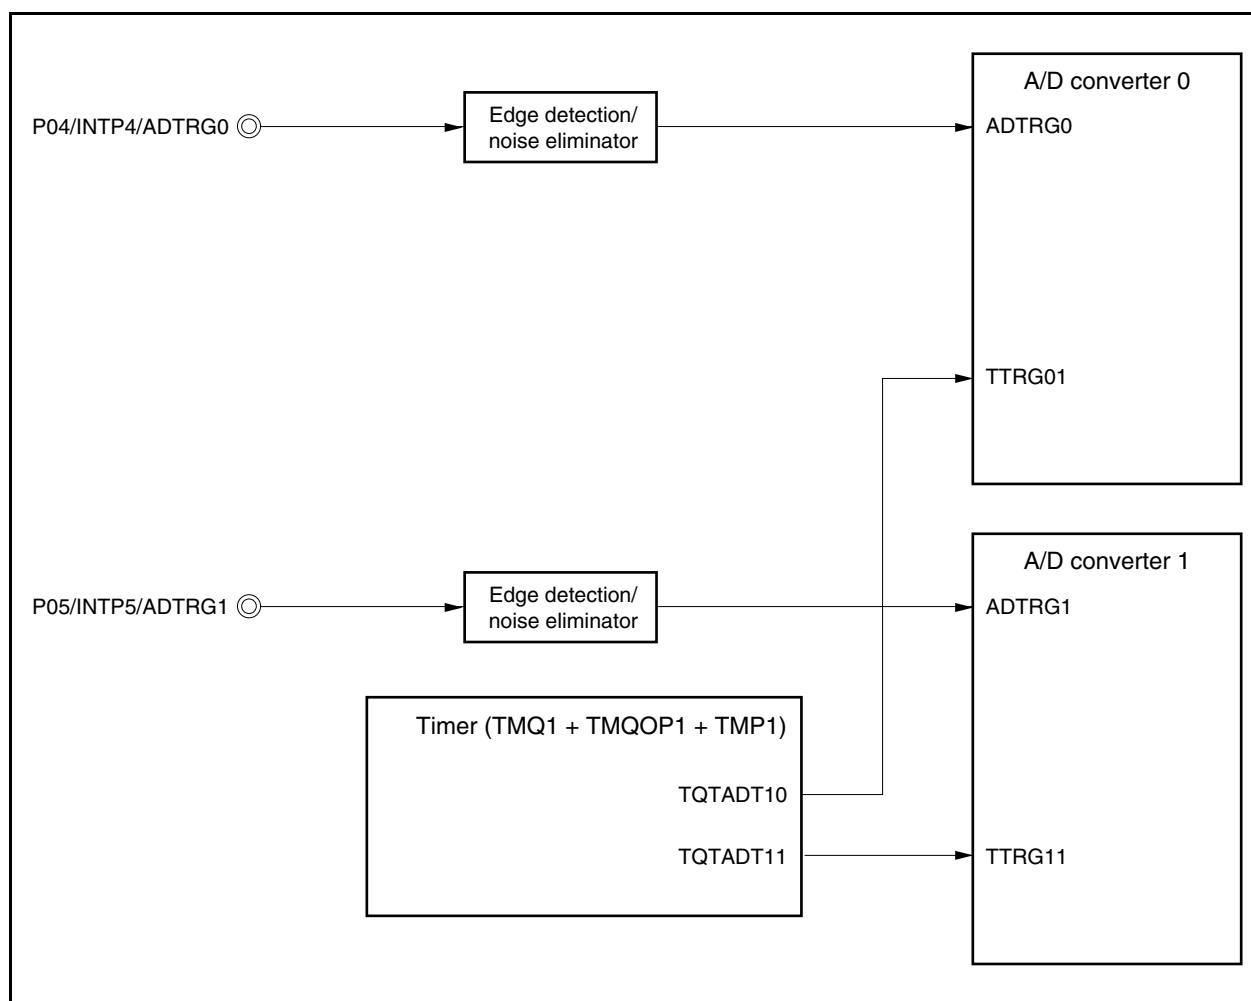 A/D converter 0
P04/INTP4/ADTRG0
Edge detection/
noise eliminator
ADTRG0
TTRG01
A/D converter 1
P05/INTP5/ADTRG1
Edge detection/
noise eliminator
ADTRG1
Timer (TMQ1 + TMQOP1 + TMP1)
TQTADT10
TQTADT11
TTRG11